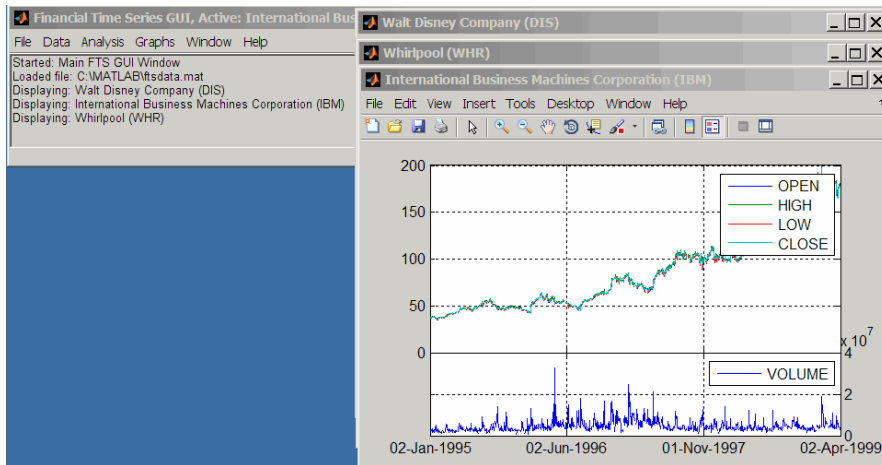 Financial Time Series GUI, Active: International Bus
File Data Analysis Graphs Window Help
Started: Main FTS GUI Window
Loaded file: C:\MATLAB\ftsdata.mat
Displaying: Walt Disney Company (DIS)
Displaying: International Business Machines Corporation (IBM)
Displaying: Whirlpool (WHR)
Walt Disney Company (DIS)
Whirlpool (WHR)
International Business Machines Corporation (IBM)
File Edit View Insert Tools Desktop Window Help
200
150
100
50
0
OPEN
HIGH
LOW
CLOSE
x 10^7
4
2
0
VOLUME
02-Jan-1995 02-Jun-1996 01-Nov-1997 02-Apr-1999